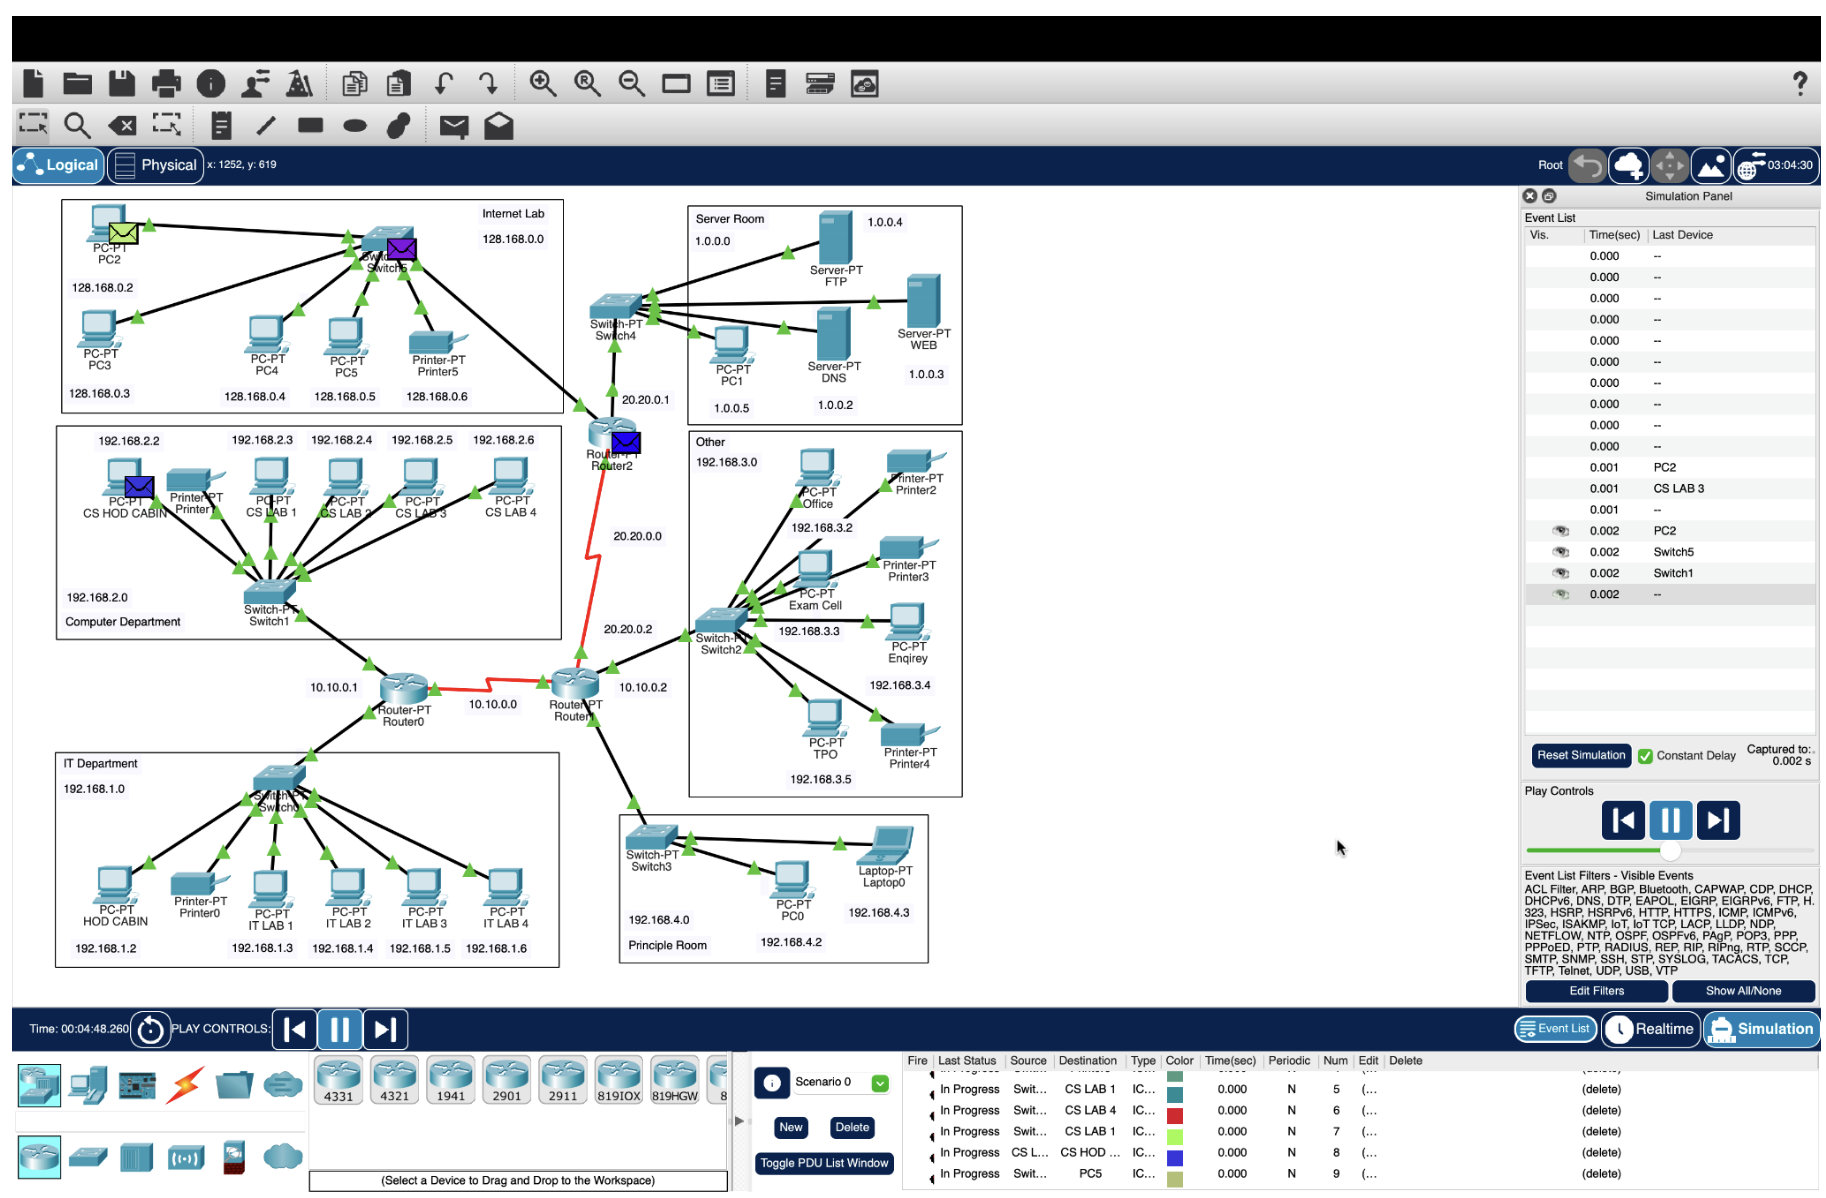 Logical
Physical
x: 1252, y: 619
Root
03:04:30
Internet Lab
128.168.0.0
PC-PT
PC2
128.168.0.2
Switch5
PC-PT
PC3
128.168.0.3
PC-PT
PC4
128.168.0.4
PC-PT
PC5
128.168.0.5
Printer-PT
Printer5
128.168.0.6
Server Room
1.0.0.0
1.0.0.4
Server-PT
FTP
Switch-PT
Switch4
Server-PT
WEB
1.0.0.3
PC-PT
PC1
1.0.0.5
Server-PT
DNS
1.0.0.2
20.20.0.1
Router-PT
Router2
20.20.0.0
20.20.0.2
192.168.2.2
192.168.2.3
192.168.2.4
192.168.2.5
192.168.2.6
PC-PT
CS HOD CABIN
Printer-PT
Printer1
PC-PT
CS LAB 1
PC-PT
CS LAB 2
PC-PT
CS LAB 3
PC-PT
CS LAB 4
192.168.2.0
Computer Department
Switch-PT
Switch1
Other
192.168.3.0
PC-PT
Office
192.168.3.2
Printer-PT
Printer2
Printer-PT
Printer3
PC-PT
Exam Cell
192.168.3.3
PC-PT
Enqirey
192.168.3.4
Switch-PT
Switch2
PC-PT
TPO
192.168.3.5
Printer-PT
Printer4
10.10.0.1
Router-PT
Router0
10.10.0.0
Router-PT
Router1
10.10.0.2
IT Department
192.168.1.0
Switch-PT
Switch0
PC-PT
HOD CABIN
192.168.1.2
Printer-PT
Printer0
PC-PT
IT LAB 1
192.168.1.3
PC-PT
IT LAB 2
192.168.1.4
PC-PT
IT LAB 3
192.168.1.5
PC-PT
IT LAB 4
192.168.1.6
Switch-PT
Switch3
192.168.4.0
Principle Room
PC-PT
PC0
192.168.4.2
Laptop-PT
Laptop0
192.168.4.3
Simulation Panel
Event List
Vis. Time(sec) Last Device
0.000 --
0.000 --
0.000 --
0.000 --
0.000 --
0.000 --
0.000 --
0.000 --
0.000 --
0.000 --
0.001 PC2
0.001 CS LAB 3
0.001 --
0.002 PC2
0.002 Switch5
0.002 Switch1
0.002 --
Reset Simulation
Constant Delay
Captured to:
0.002 s
Play Controls
Event List Filters - Visible Events
ACL Filter, ARP, BGP, Bluetooth, CAPWAP, CDP, DHCP,
DHCPv6, DNS, DTP, EAPOL, EIGRP, EIGRPv6, FTP, H.
323, HSRP, HSRPv6, HTTP, HTTPS, ICMP, ICMPv6,
IPSec, ISAKMP, IoT, IoT TCP, LACP, LLDP, NDP,
NETFLOW, NTP, OSPF, OSPFv6, PAgP, POP3, PPP,
PPPoED, PTP, RADIUS, REP, RIP, RIPng, RTP, SCCP,
SMTP, SNMP, SSH, STP, SYSLOG, TACACS, TCP,
TFTP, Telnet, UDP, USB, VTP
Edit Filters
Show All/None
Time: 00:04:48.260
PLAY CONTROLS:
Event List
Realtime
Simulation
4331
4321
1941
2901
2911
819IOX
819HGW
8
(Select a Device to Drag and Drop to the Workspace)
Scenario 0
New
Delete
Toggle PDU List Window
Fire Last Status Source Destination Type Color Time(sec) Periodic Num Edit Delete
In Progress Swit... CS LAB 1 IC... 0.000 N 5 (... (delete)
In Progress Swit... CS LAB 4 IC... 0.000 N 6 (... (delete)
In Progress Swit... CS LAB 1 IC... 0.000 N 7 (... (delete)
In Progress CS L... CS HOD ... IC... 0.000 N 8 (... (delete)
In Progress Swit... PC5 IC... 0.000 N 9 (... (delete)